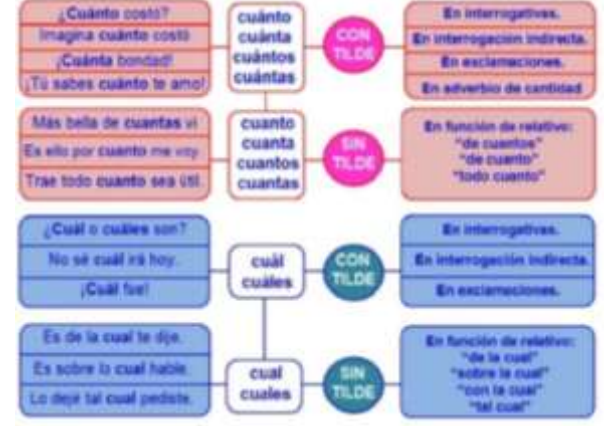 ¿Cuánto costó?
Imagina cuánto costó
¡Cuánta bondad!
¡Tú sabes cuánto te amo!
cuánto
cuánta
cuántos
cuántas
CON
TILDE
En interrogativas.
En interrogación indirecta.
En exclamaciones.
En adverbio de cantidad
Más bella de cuantas vi
Es ello por cuanto me voy.
Trae todo cuanto sea útil.
cuanto
cuanta
cuantos
cuantas
SIN
TILDE
En función de relativo:
"de cuantos"
"de cuanto"
"todo cuanto"
¿Cuál o cuáles son?
No sé cuál irá hoy.
¡Cuál fue!
cuál
cuáles
CON
TILDE
En interrogativas.
En interrogación indirecta.
En exclamaciones.
Es de la cual te dije.
Es sobre lo cual hable.
Lo dejé tal cual pediste.
cual
cuales
SIN
TILDE
En función de relativo:
"de la cual"
"sobre la cual"
"con la cual"
"tal cual"